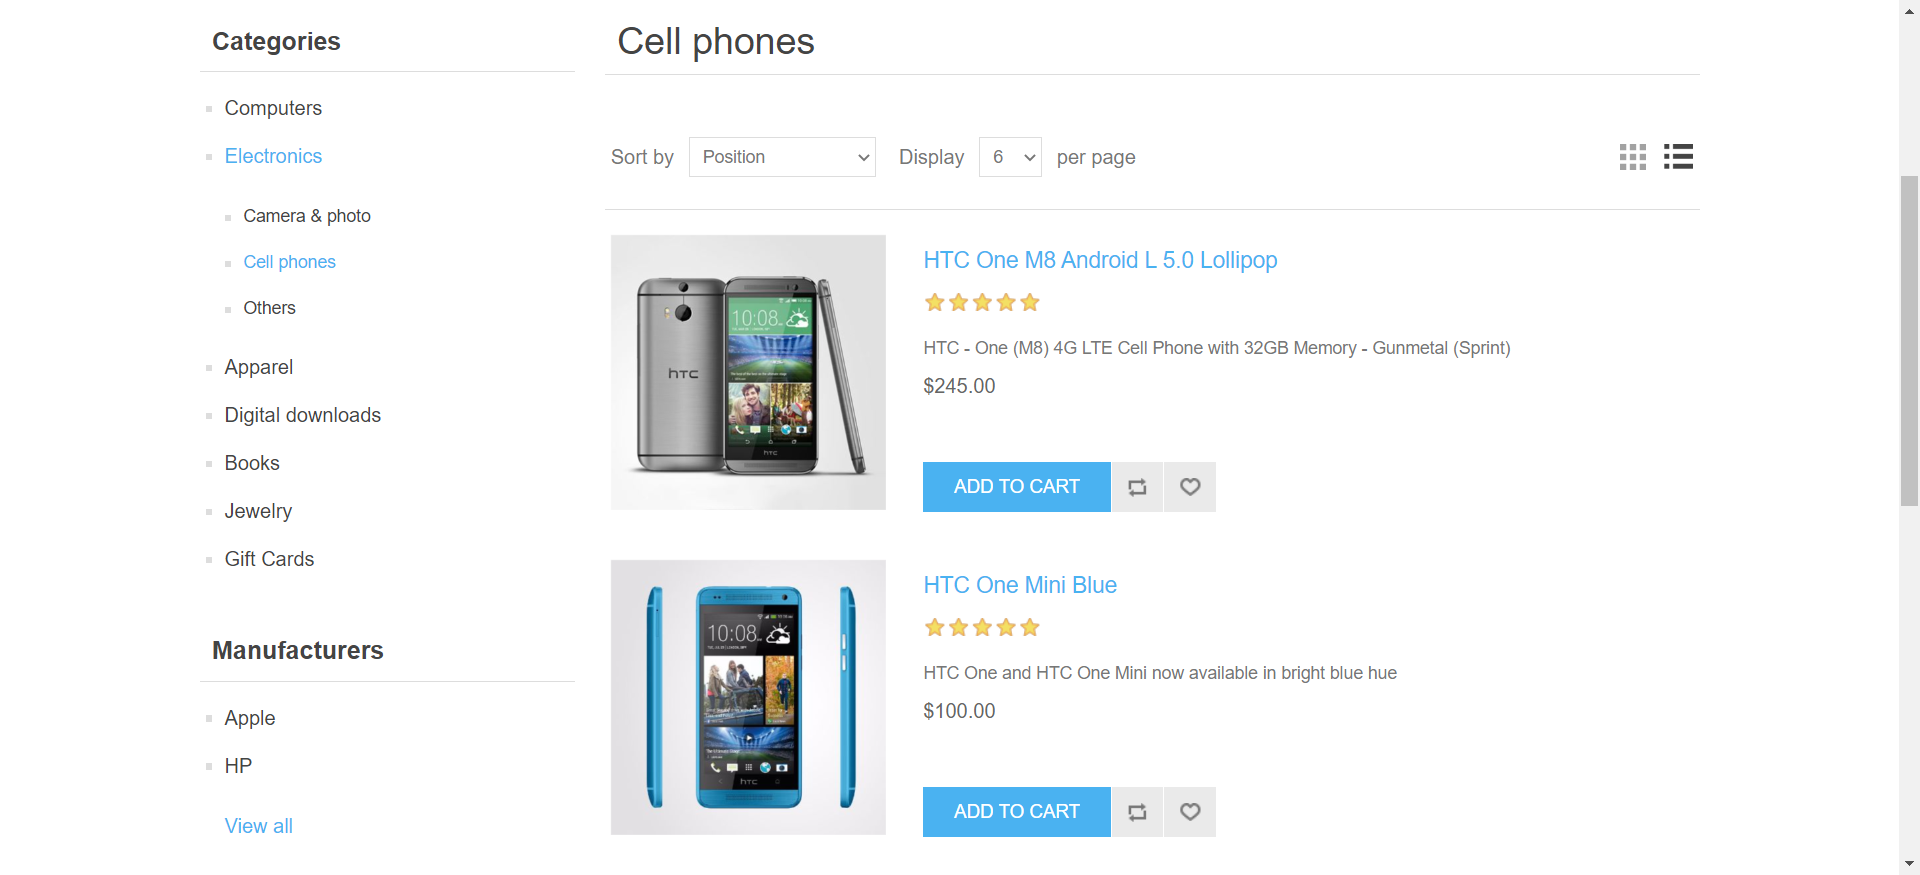 Categories
Computers
Electronics
Camera & photo
Cell phones
Others
Apparel
Digital downloads
Books
Jewelry
Gift Cards
Manufacturers
Apple
HP
View all
Cell phones
Sort by Position Display 6 per page
hTC
10:08
hTC
HTC One M8 Android L 5.0 Lollipop
HTC - One (M8) 4G LTE Cell Phone with 32GB Memory - Gunmetal (Sprint)
$245.00
ADD TO CART
10:08
hTC
HTC One Mini Blue
HTC One and HTC One Mini now available in bright blue hue
$100.00
ADD TO CART